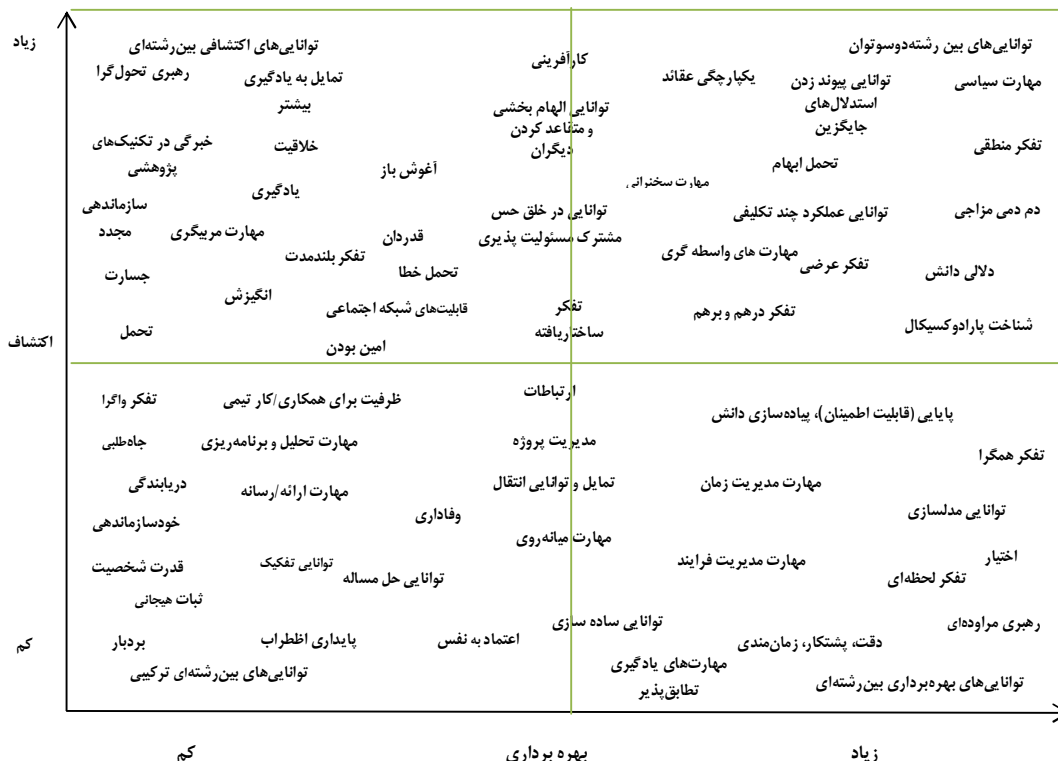 زیاد
توانایی‌های بین رشته‌دوسوتوان
کارآفرینی
توانایی‌های اکتشافی بین‌رشته‌ای
مهارت سیاسی
توانایی پیوند زدن
استدلال‌های
جایگزین
یکپارچگی عقائد
تمایل به یادگیری
بیشتر
رهبری تحول‌گرا
توانایی الهام بخشی
و متقاعد کردن
دیگران
تفکر منطقی
خلاقیت
خبرگی در تکنیک‌های
پژوهشی
تحمل ابهام
آغوش باز
مهارت سخنرانی
یادگیری
دم دمی مزاجی
توانایی عملکرد چند تکلیفی
توانایی در خلق حس
مشترک مسئولیت پذیری
سازماندهی
مجدد
قدردان
مهارت مربیگری
مهارت های واسطه گری
تفکر عرضی
دلالی دانش
تفکر بلندمدت
تحمل خطا
جسارت
انگیزش
قابلیت‌های شبکه اجتماعی
تفکر
ساختاریافته
تفکر درهم و برهم
شناخت پارادوکسیکال
تحمل
امین بودن
اکتشاف
ارتباطات
ظرفیت برای همکاری/کار تیمی
تفکر واگرا
پایایی (قابلیت اطمینان)، پیاده‌سازی دانش
مدیریت پروژه
مهارت تحلیل و برنامه‌ریزی
جاه‌طلبی
تفکر همگرا
مهارت مدیریت زمان
تمایل و توانایی انتقال
مهارت ارائه/رسانه
دریابندگی
توانایی مدلسازی
وفاداری
خودسازماندهی
مهارت میانه‌روی
اختیار
مهارت مدیریت فرایند
توانایی تفکیک
قدرت شخصیت
تفکر لحظه‌ای
توانایی حل مساله
ثبات هیجانی
رهبری مراوده‌ای
توانایی ساده سازی
دقت، پشتکار، زمان‌مندی
اعتماد به نفس
پایداری اظطراب
بردبار
کم
مهارت‌های یادگیری
تطابق‌پذیر
توانایی‌های بین‌رشته‌ای ترکیبی
توانایی‌های بهره‌برداری بین‌رشته‌ای
زیاد
بهره برداری
کم